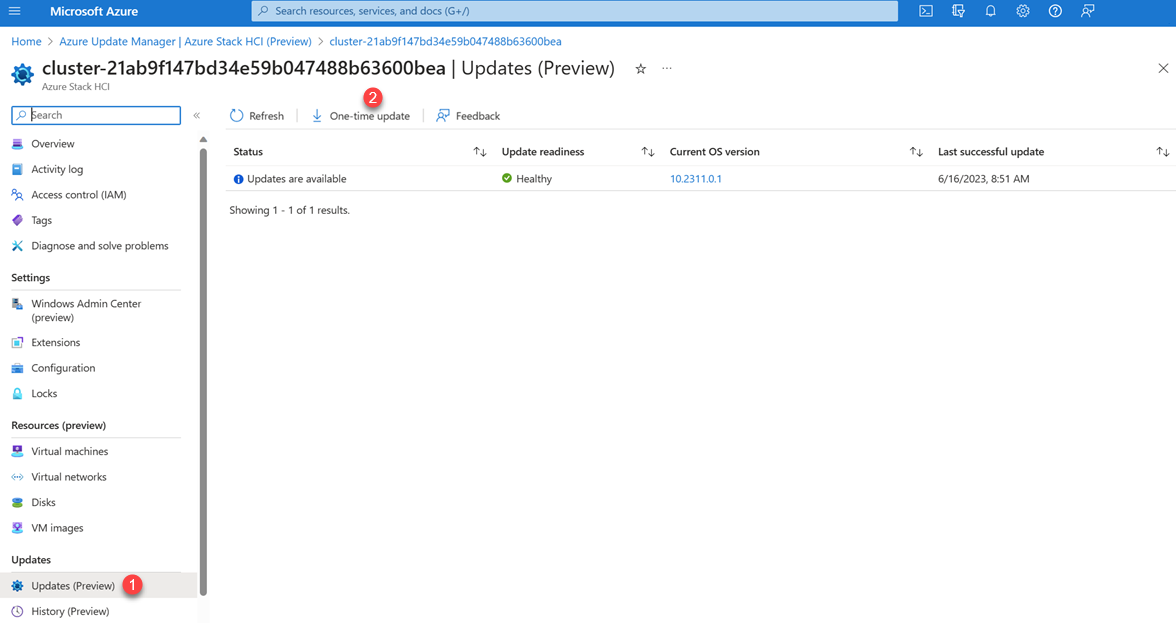 Microsoft Azure
Search resources, services, and docs (G+/)
Home > Azure Update Manager | Azure Stack HCI (Preview) > cluster-21ab9f147bd34e59b047488b63600bea
cluster-21ab9f147bd34e59b047488b63600bea | Updates (Preview)
Azure Stack HCI
2
Search
«
Refresh
One-time update
Feedback
Overview
Activity log
Access control (IAM)
Tags
Diagnose and solve problems
Settings
Windows Admin Center
(preview)
Extensions
Configuration
Locks
Resources (preview)
Virtual machines
Virtual networks
Disks
VM images
Updates
Updates (Preview)
1
History (Preview)
Status
Update readiness
Current OS version
Last successful update
Updates are available
Healthy
10.2311.0.1
6/16/2023, 8:51 AM
Showing 1 - 1 of 1 results.